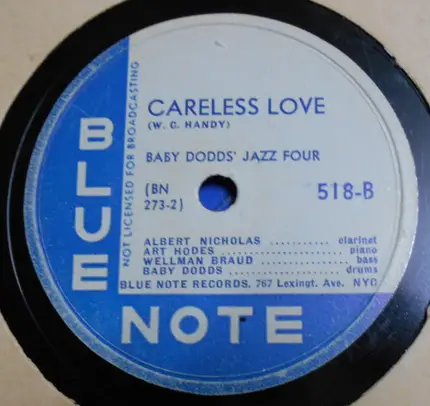 CARELESS LOVE
(W. C. HANDY)
BABY DODDS' JAZZ FOUR
(BN
273-2)
518-B
NOT LICENSED FOR BROADCASTING
ALBERT NICHOLAS ........... clarinet
ART HODES ..................... piano
WELLMAN BRAUD ............... bass
BABY DODDS .................... drums
BLUE NOTE RECORDS, 767 Lexingt. Ave. NYC
BLUE
NOTE